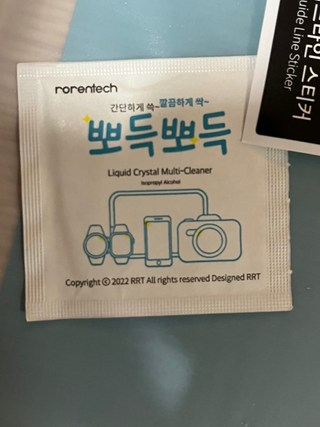 rorentech
간단하게 쓱~깔끔하게 싹~
뽀득뽀득
Liquid Crystal Multi-Cleaner
Isopropyl Alcohol
Copyright ⓒ 2022 RRT All rights reserved Designed RRT
스티커
Guide Line Sticker